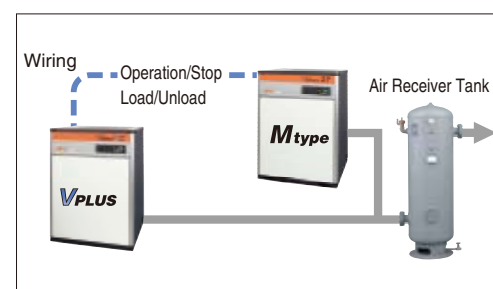 Wiring
Operation/Stop
Load/Unload
Air Receiver Tank
Mtype
VPLUS